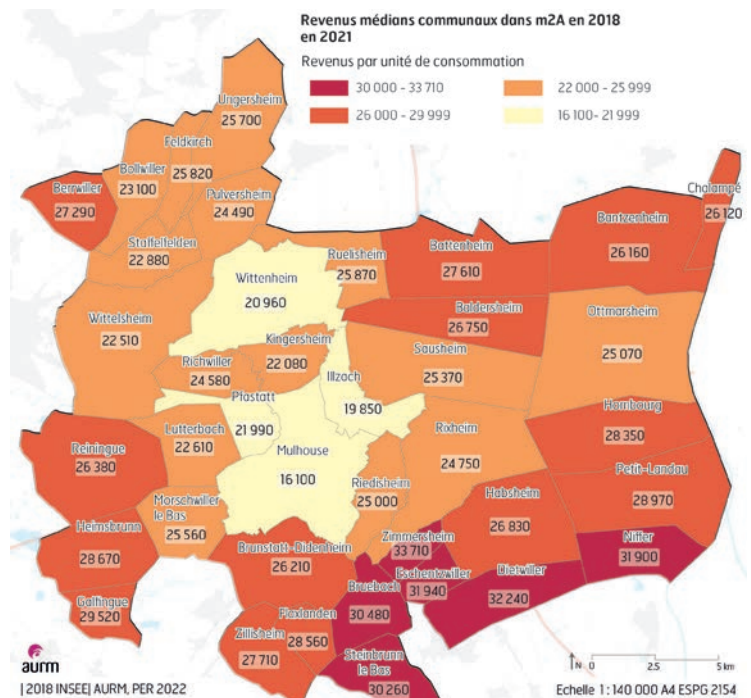 Revenus médians communaux dans m2A en 2018
en 2021
Revenus par unité de consommation
30 000 - 33 710
22 000 - 25 999
26 000 - 29 999
16 100- 21 999
Ungersheim
25 700
Feldkirch
25 820
Bollwiller
23 100
Berrwiller
27 290
Pulversheim
24 490
Staffelfelden
22 880
Chalampé
26 120
Bantzenheim
26 160
Battenheim
27 610
Ruelisheim
25 870
Wittenheim
20 960
Wittelsheim
22 510
Baldersheim
26 750
Ottmarsheim
25 070
Kingersheim
22 080
Richwiller
24 580
Illzach
19 850
Sausheim
25 370
Pfastatt
21 990
Lutterbach
22 610
Mulhouse
16 100
Rixheim
24 750
Hombourg
28 350
Reiningue
26 380
Riedisheim
25 000
Petit-Landau
28 970
Habsheim
26 830
Morschwiller
le Bas
25 560
Heimsbrunn
28 670
Brunstatt-Didenheim
26 210
Zimmersheim
33 710
Niffer
31 900
Eschentzwiller
31 940
Dietwiller
32 240
Bruebach
30 480
Galfingue
29 520
Flaxlanden
28 560
Zillisheim
27 710
Steinbrunn
le Bas
30 260
aurm
| 2018 INSEE| AURM, PER 2022
N 0 2.5 5 km
Echelle 1 : 140 000 A4 ESPG 2154